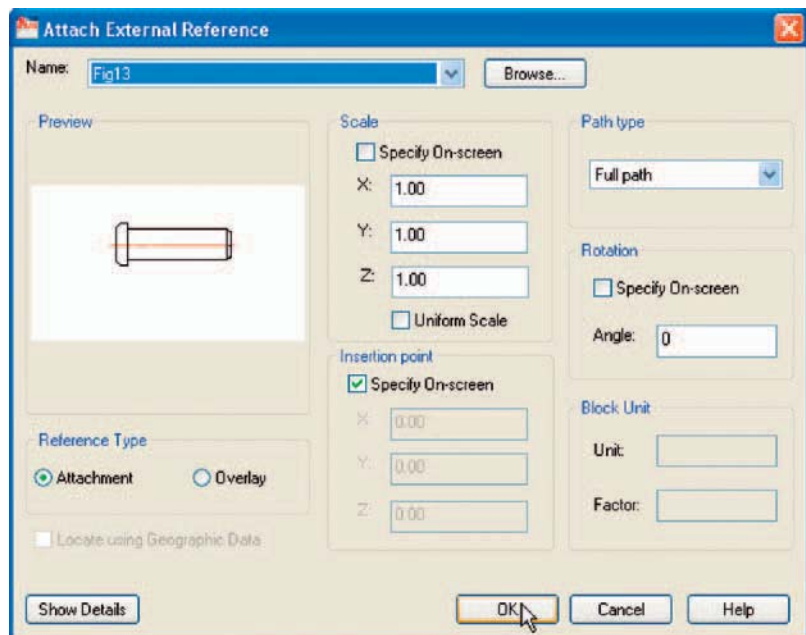 Attach External Reference
Name: Fig13 Browse...
Preview
Scale
Specify On-screen
X: 1.00
Y: 1.00
Z: 1.00
Uniform Scale
Path type
Full path
Rotation
Specify On-screen
Angle: 0
Insertion point
Specify On-screen
X: 0.00
Y: 0.00
Z: 0.00
Block Unit
Unit:
Factor:
Reference Type
Attachment Overlay
Locate using Geographic Data
Show Details OK Cancel Help